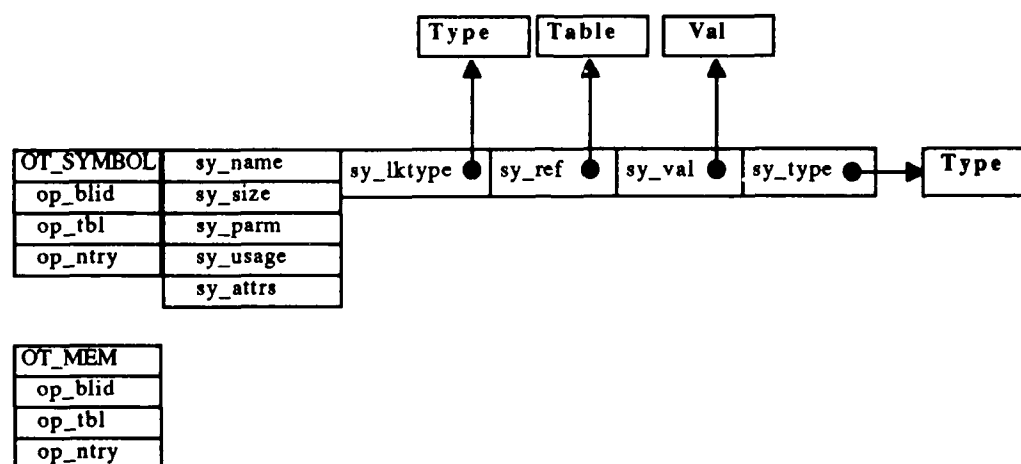 Type Table Val
OT_SYMBOL sy_name sy_lktype sy_ref sy_val sy_type Type
op_blid sy_size
op_tbl sy_parm
op_ntry sy_usage
sy_attrs
OT_MEM
op_blid
op_tbl
op_ntry